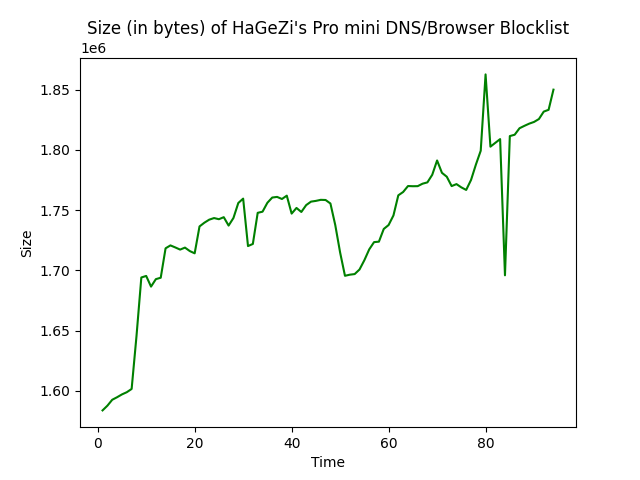 Size (in bytes) of HaGeZi's Pro mini DNS/Browser Blocklist
1e6
1.85
1.80
1.75
1.70
1.65
1.60
Size
0 20 40 60 80
Time